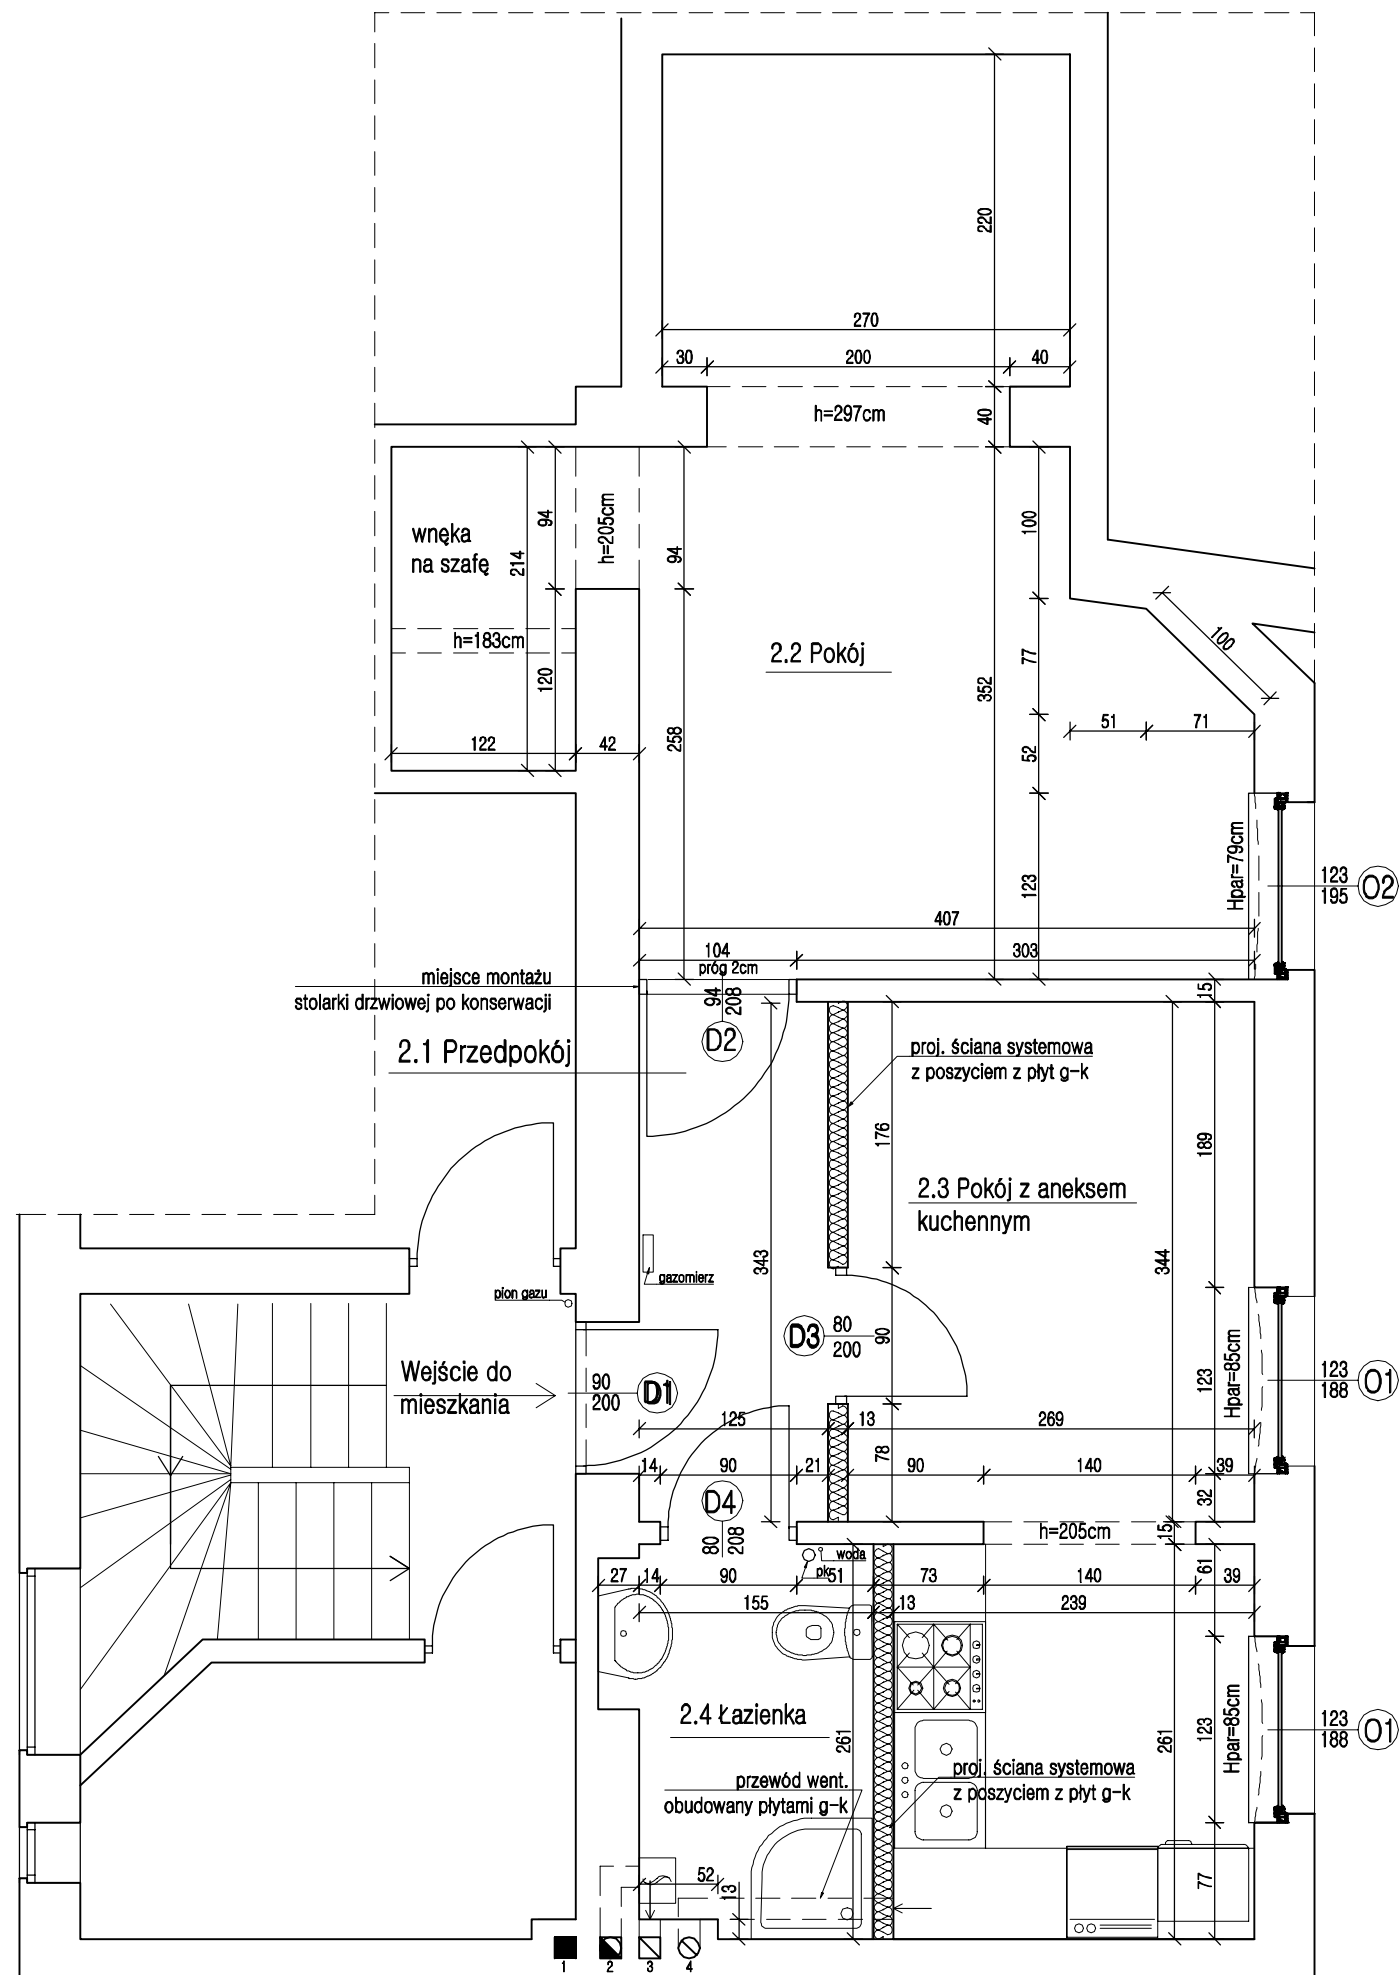 220
270
30
200
40
h=297cm
40
94
94
h=205cm
100
wnęka
na szafę
214
h=183cm
120
2.2 Pokój
77
100
352
51
71
122
42
258
52
123
Hpar=79cm
123
195
O2
407
104
303
próg 2cm
94
208
D2
15
miejsce montażu
stolarki drzwiowej po konserwacji
2.1 Przedpokój
proj. ściana systemowa
z poszyciem z płyt g-k
176
189
2.3 Pokój z aneksem
kuchennym
343
344
gazomierz
pion gazu
D3
80
200
90
Wejście do
mieszkania
90
200
D1
123
Hpar=85cm
123
188
O1
125
13
269
78
14
90
21
90
140
39
32
D4
80
208
h=205cm
15
woda
pk
61
27
14
90
51
73
140
39
155
13
239
2.4 Łazienka
261
261
123
Hpar=85cm
123
188
O1
przewód went.
obudowany płytami g-k
proj. ściana systemowa
z poszyciem z płyt g-k
52
13
77
1
2
3
4